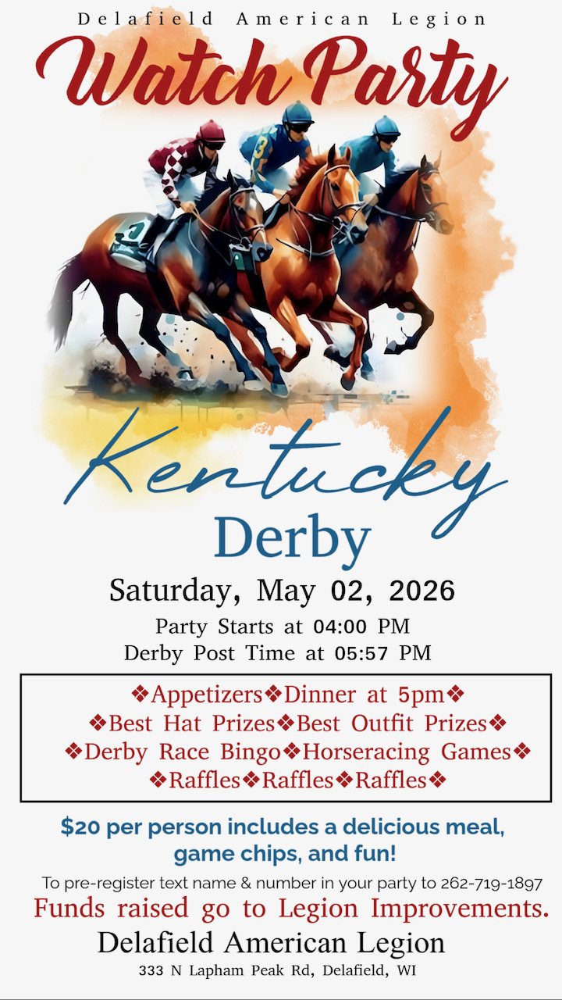 Delafield American Legion
Watch Party
3
Kentucky
Derby
Saturday, May 02, 2026
Party Starts at 04:00 PM
Derby Post Time at 05:57 PM
❖Appetizers❖Dinner at 5pm❖
❖Best Hat Prizes❖Best Outfit Prizes❖
❖Derby Race Bingo❖Horseracing Games❖
❖Raffles❖Raffles❖Raffles❖
$20 per person includes a delicious meal,
game chips, and fun!
To pre-register text name & number in your party to 262-719-1897
Funds raised go to Legion Improvements.
Delafield American Legion
333 N Lapham Peak Rd, Delafield, WI